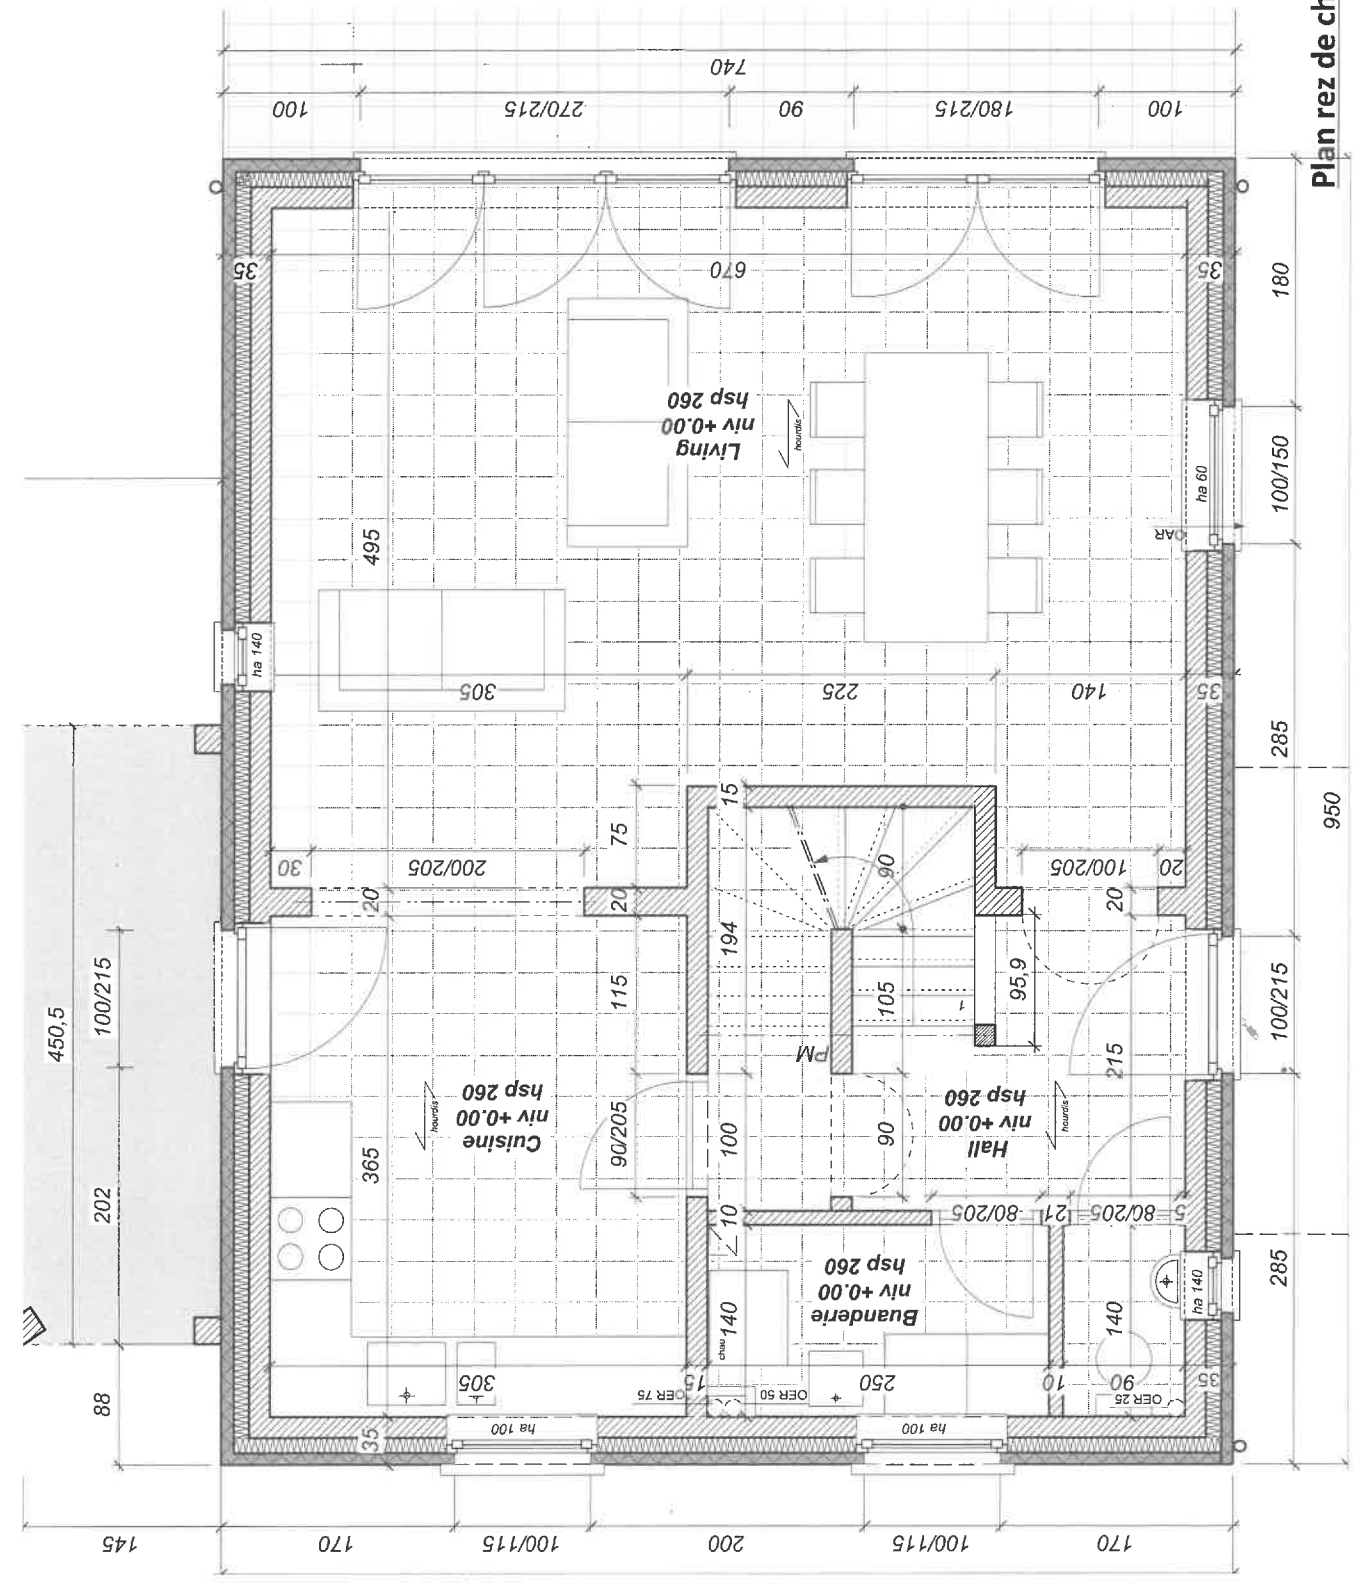 740
100
270/215
90
180/215
100
Plan rez de ch
35
670
35
180
Living
niv +0.00
hsp 260
hourdis
100/150
ha 60
OAR
495
ha 140
305
225
140
35
285
950
450,5
100/215
202
88
15
75
30
200/205
20
20
194
90
100/205
20
20
115
105
95,9
1
PM
100/215
215
Cuisine
niv +0.00
hsp 260
hourdis
365
90/205
100
90
Hall
niv +0.00
hsp 260
hourdis
10
80/205
21
80/205
5
Buanderie
niv +0.00
hsp 260
140
chau
140
ha 140
285
305
15
250
10
90
35
OER 75
OER 50
OER 25
35
ha 100
ha 100
145
170
100/115
200
100/115
170